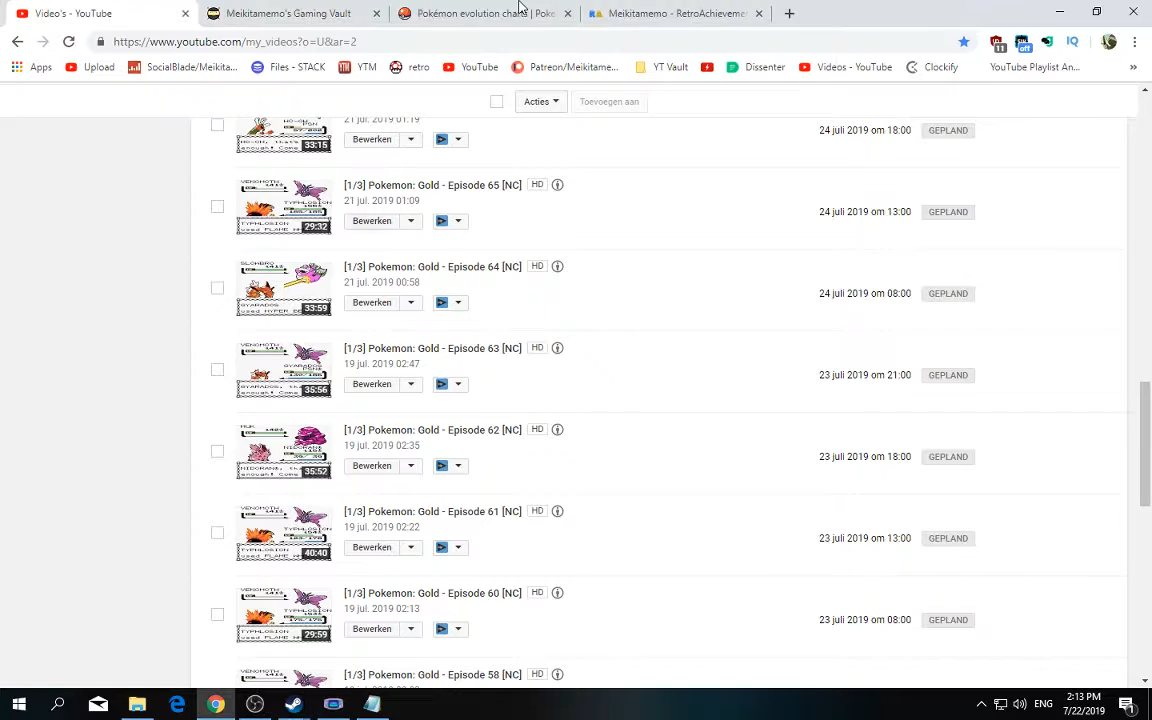 Video's - YouTube
Meikitamemo's Gaming Vault
Pokémon evolution charts | Poke
Meikitamemo - RetroAchieveme
https://www.youtube.com/my_videos?o=U&ar=2
11
off
Apps
Upload
SocialBlade/Meikita...
Files - STACK
YTM
retro
YouTube
Patreon/Meikitame...
YT Vault
Dissenter
Videos - YouTube
Clockify
YouTube Playlist An...
Acties
Toevoegen aan
21 jul. 2019 01:19
Bewerken
33:15
24 juli 2019 om 18:00
GEPLAND
[1/3] Pokemon: Gold - Episode 65 [NC]
HD
21 jul. 2019 01:09
Bewerken
29:32
24 juli 2019 om 13:00
GEPLAND
[1/3] Pokemon: Gold - Episode 64 [NC]
HD
21 jul. 2019 00:58
Bewerken
33:59
24 juli 2019 om 08:00
GEPLAND
[1/3] Pokemon: Gold - Episode 63 [NC]
HD
19 jul. 2019 02:47
Bewerken
35:56
23 juli 2019 om 21:00
GEPLAND
[1/3] Pokemon: Gold - Episode 62 [NC]
HD
19 jul. 2019 02:35
Bewerken
35:52
23 juli 2019 om 18:00
GEPLAND
[1/3] Pokemon: Gold - Episode 61 [NC]
HD
19 jul. 2019 02:22
Bewerken
40:40
23 juli 2019 om 13:00
GEPLAND
[1/3] Pokemon: Gold - Episode 60 [NC]
HD
19 jul. 2019 02:13
Bewerken
29:59
23 juli 2019 om 08:00
GEPLAND
[1/3] Pokemon: Gold - Episode 58 [NC]
HD
ENG
2:13 PM
7/22/2019